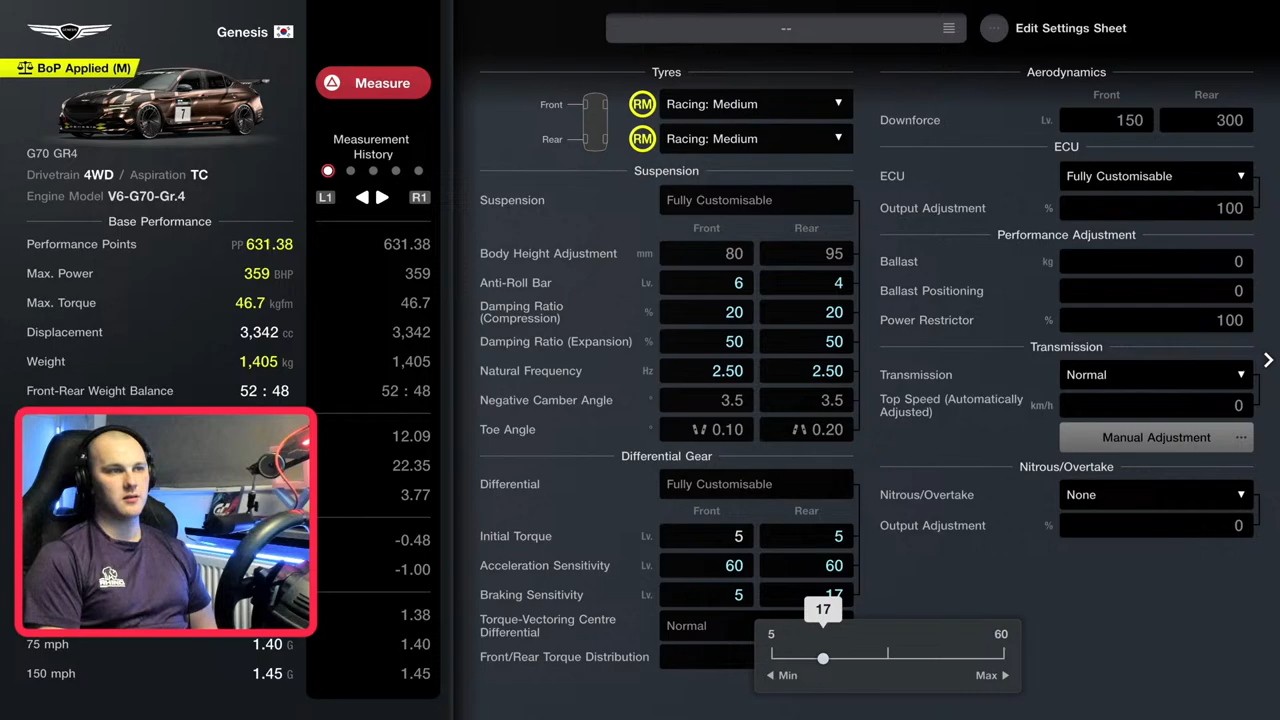 GENESIS
Genesis
BoP Applied (M)
7
G70 GR4
Drivetrain 4WD / Aspiration TC
Engine Model V6-G70-Gr.4
Base Performance
Performance Points PP 631.38
Max. Power 359 BHP
Max. Torque 46.7 kgfm
Displacement 3,342 cc
Weight 1,405 kg
Front-Rear Weight Balance 52 : 48
RHINO
75 mph 1.40 G
150 mph 1.45 G
Measure
Measurement
History
L1 R1
631.38
359
46.7
3,342
1,405
52 : 48
12.09
22.35
3.77
-0.48
-1.00
1.38
1.40
1.45
--
Edit Settings Sheet
Tyres
Front RM Racing: Medium
Rear RM Racing: Medium
Suspension
Suspension Fully Customisable
Front Rear
Body Height Adjustment mm 80 95
Anti-Roll Bar Lv. 6 4
Damping Ratio
(Compression) % 20 20
Damping Ratio (Expansion) % 50 50
Natural Frequency Hz 2.50 2.50
Negative Camber Angle ° 3.5 3.5
Toe Angle ° 0.10 0.20
Differential Gear
Differential Fully Customisable
Front Rear
Initial Torque Lv. 5 5
Acceleration Sensitivity Lv. 60 60
Braking Sensitivity Lv. 5 17
17
Torque-Vectoring Centre
Differential Normal
Front/Rear Torque Distribution
5 60
Min Max
Aerodynamics
Front Rear
Downforce Lv. 150 300
ECU
ECU Fully Customisable
Output Adjustment % 100
Performance Adjustment
Ballast kg 0
Ballast Positioning 0
Power Restrictor % 100
Transmission
Transmission Normal
Top Speed (Automatically
Adjusted) km/h 0
Manual Adjustment ...
Nitrous/Overtake
Nitrous/Overtake None
Output Adjustment % 0